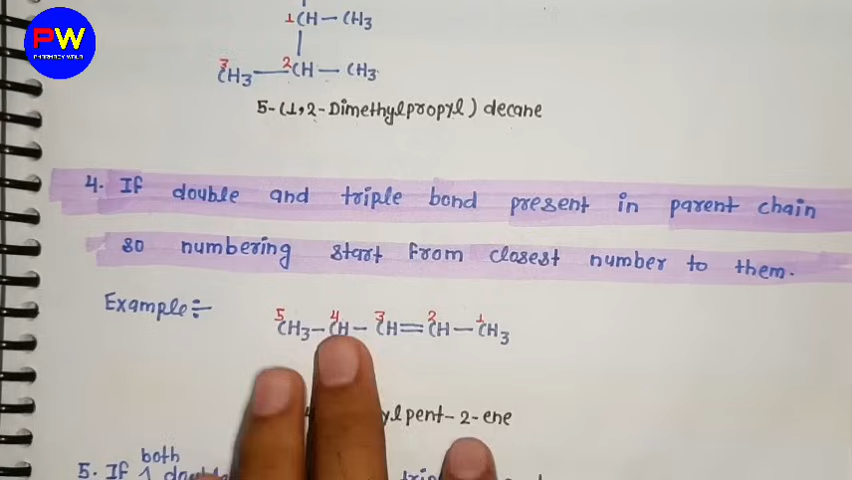 1CH – CH3
PW
PHARMACY WALA
3CH3 — 2CH – CH3
5-(1,2-Dimethylpropyl) decane
4. If double and triple bond present in parent chain
so numbering start from closest number to them.
Example:-
5CH3 – 4CH – 3CH = 2CH – 1CH3
ylpent-2-ene
both
5. If 1